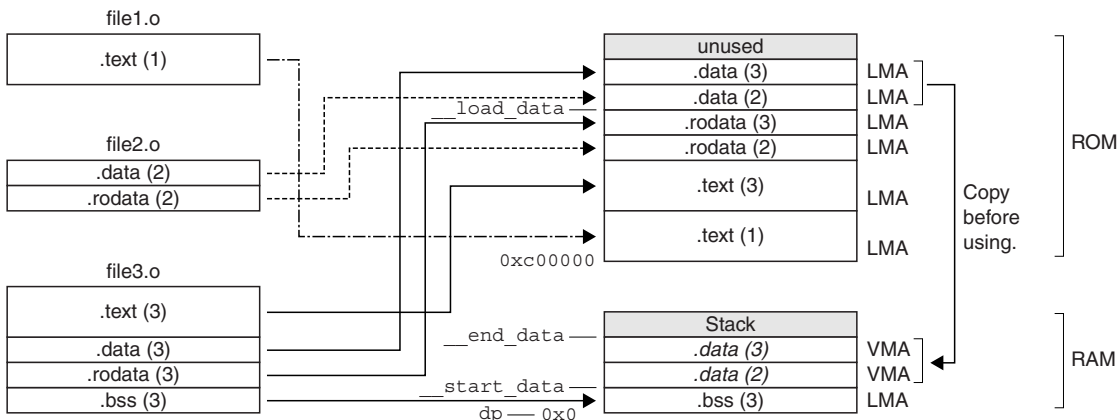 file1.o
.text (1)
file2.o
.data (2)
.rodata (2)
file3.o
.text (3)
.data (3)
.rodata (3)
.bss (3)
unused
.data (3) LMA
.data (2) LMA
__load_data
.rodata (3) LMA
.rodata (2) LMA
.text (3) LMA
.text (1) LMA
0xc00000
ROM
Copy
before
using.
Stack
__end_data
.data (3) VMA
.data (2) VMA
__start_data
.bss (3) LMA
dp 0x0
RAM